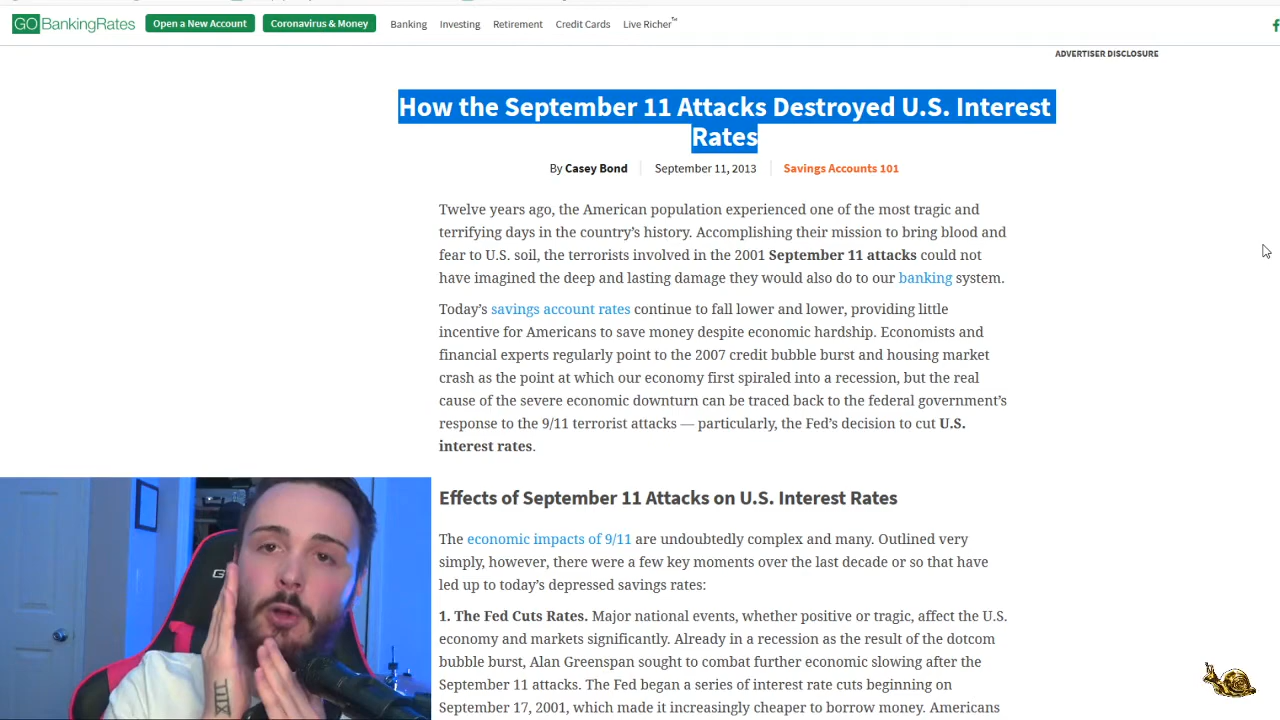 GOBankingRates Open a New Account Coronavirus & Money Banking Investing Retirement Credit Cards Live Richer™
ADVERTISER DISCLOSURE
How the September 11 Attacks Destroyed U.S. Interest
Rates
By Casey Bond September 11, 2013 Savings Accounts 101
Twelve years ago, the American population experienced one of the most tragic and
terrifying days in the country's history. Accomplishing their mission to bring blood and
fear to U.S. soil, the terrorists involved in the 2001 September 11 attacks could not
have imagined the deep and lasting damage they would also do to our banking system.
Today's savings account rates continue to fall lower and lower, providing little
incentive for Americans to save money despite economic hardship. Economists and
financial experts regularly point to the 2007 credit bubble burst and housing market
crash as the point at which our economy first spiraled into a recession, but the real
cause of the severe economic downturn can be traced back to the federal government's
response to the 9/11 terrorist attacks — particularly, the Fed's decision to cut U.S.
interest rates.
Effects of September 11 Attacks on U.S. Interest Rates
The economic impacts of 9/11 are undoubtedly complex and many. Outlined very
simply, however, there were a few key moments over the last decade or so that have
led up to today's depressed savings rates:
1. The Fed Cuts Rates. Major national events, whether positive or tragic, affect the U.S.
economy and markets significantly. Already in a recession as the result of the dotcom
bubble burst, Alan Greenspan sought to combat further economic slowing after the
September 11 attacks. The Fed began a series of interest rate cuts beginning on
September 17, 2001, which made it increasingly cheaper to borrow money. Americans